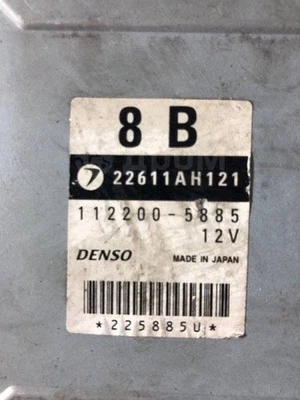 8 B
22611AH121
112200-5885
12V
DENSO MADE IN JAPAN
*225885U*